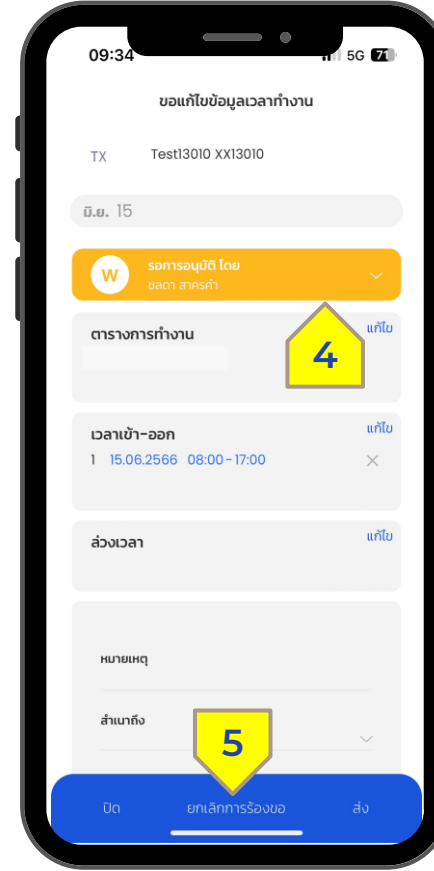 09:34 5G 71
ขอแก้ไขข้อมูลเวลาทำงาน
TX Test13010 XX13010
มิ.ย. 15
W รอการอนุมัติ โดย
ชลดา สาครคำ
4
ตารางการทำงาน แก้ไข
เวลาเข้า-ออก แก้ไข
1 15.06.2566 08:00 - 17:00
ล่วงเวลา แก้ไข
หมายเหตุ
สำเนาถึง
5
ปิด ยกเลิกการร้องขอ ส่ง